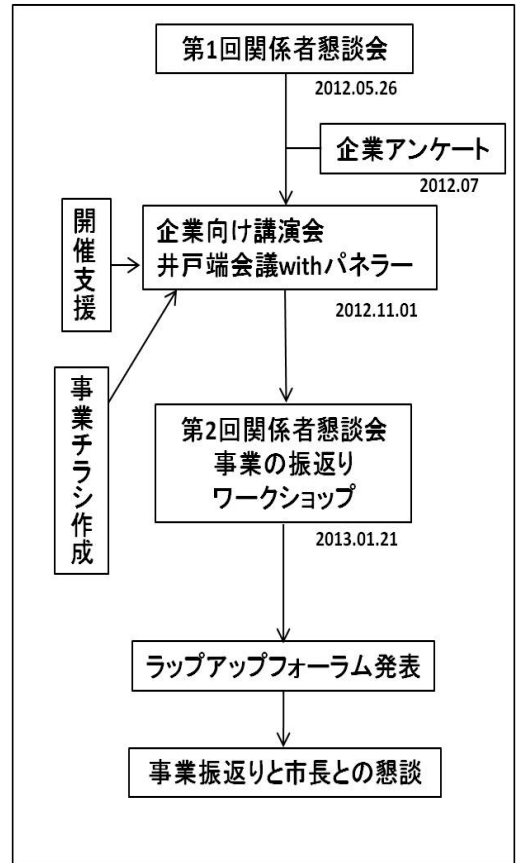 第1回関係者懇談会
2012.05.26
企業アンケート
2012.07
開催支援
企業向け講演会
井戸端会議withパネラー
2012.11.01
事業チラシ作成
第2回関係者懇談会
事業の振返り
ワークショップ
2013.01.21
ラップアップフォーラム発表
事業振返りと市長との懇談